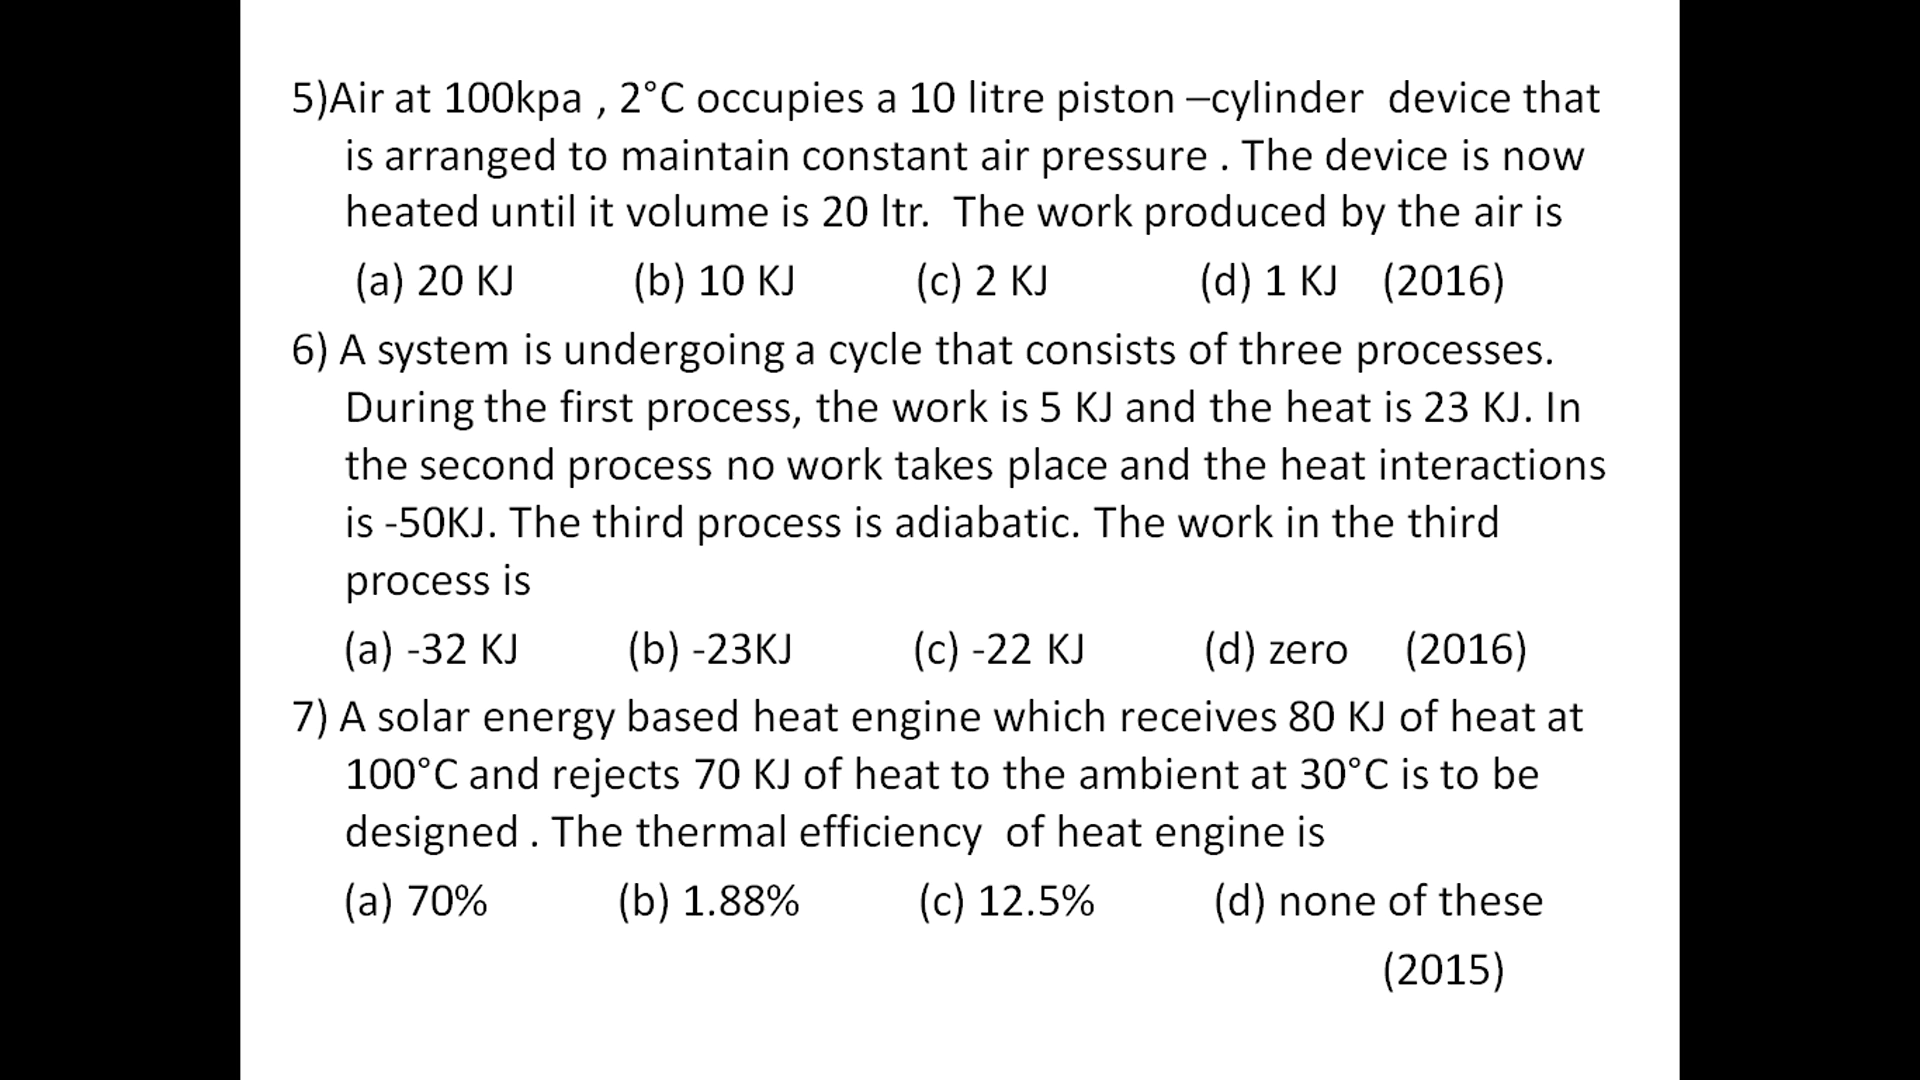 5)Air at 100kpa , 2°C occupies a 10 litre piston –cylinder device that
is arranged to maintain constant air pressure . The device is now
heated until it volume is 20 ltr. The work produced by the air is
(a) 20 KJ (b) 10 KJ (c) 2 KJ (d) 1 KJ (2016)
6) A system is undergoing a cycle that consists of three processes.
During the first process, the work is 5 KJ and the heat is 23 KJ. In
the second process no work takes place and the heat interactions
is -50KJ. The third process is adiabatic. The work in the third
process is
(a) -32 KJ (b) -23KJ (c) -22 KJ (d) zero (2016)
7) A solar energy based heat engine which receives 80 KJ of heat at
100°C and rejects 70 KJ of heat to the ambient at 30°C is to be
designed . The thermal efficiency of heat engine is
(a) 70% (b) 1.88% (c) 12.5% (d) none of these
(2015)